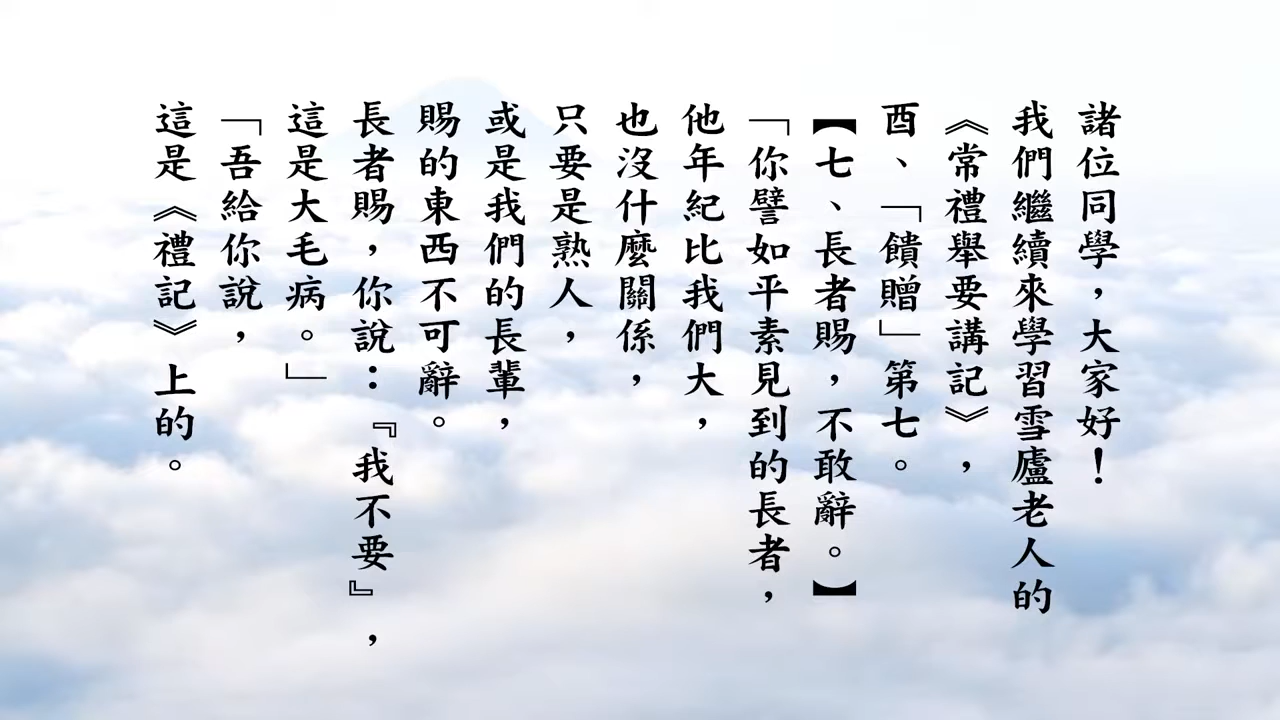 諸位同學，大家好！
我們繼續來學習雪廬老人的
《常禮舉要講記》，
酉、「饋贈」第七。
【七、長者賜，不敢辭。】
「你譬如平素見到的長者，
他年紀比我們大，
也沒什麼關係，
只要是熟人，
或是我們的長輩，
賜的東西不可辭。
長者賜，你說：『我不要』，
這是大毛病。」
「吾給你說，
這是《禮記》上的。